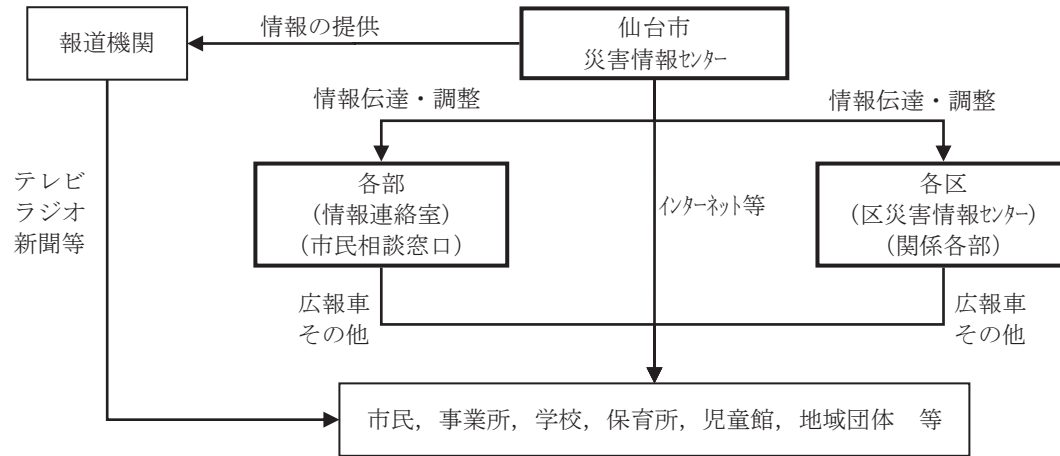 報道機関
情報の提供
仙台市
災害情報ｾﾝﾀｰ
情報伝達・調整
情報伝達・調整
テレビ
ラジオ
新聞等
各部
(情報連絡室)
(市民相談窓口)
ｲﾝﾀｰﾈｯﾄ等
各区
(区災害情報ｾﾝﾀｰ)
(関係各部)
広報車
その他
広報車
その他
市民，事業所，学校，保育所，児童館，地域団体　等